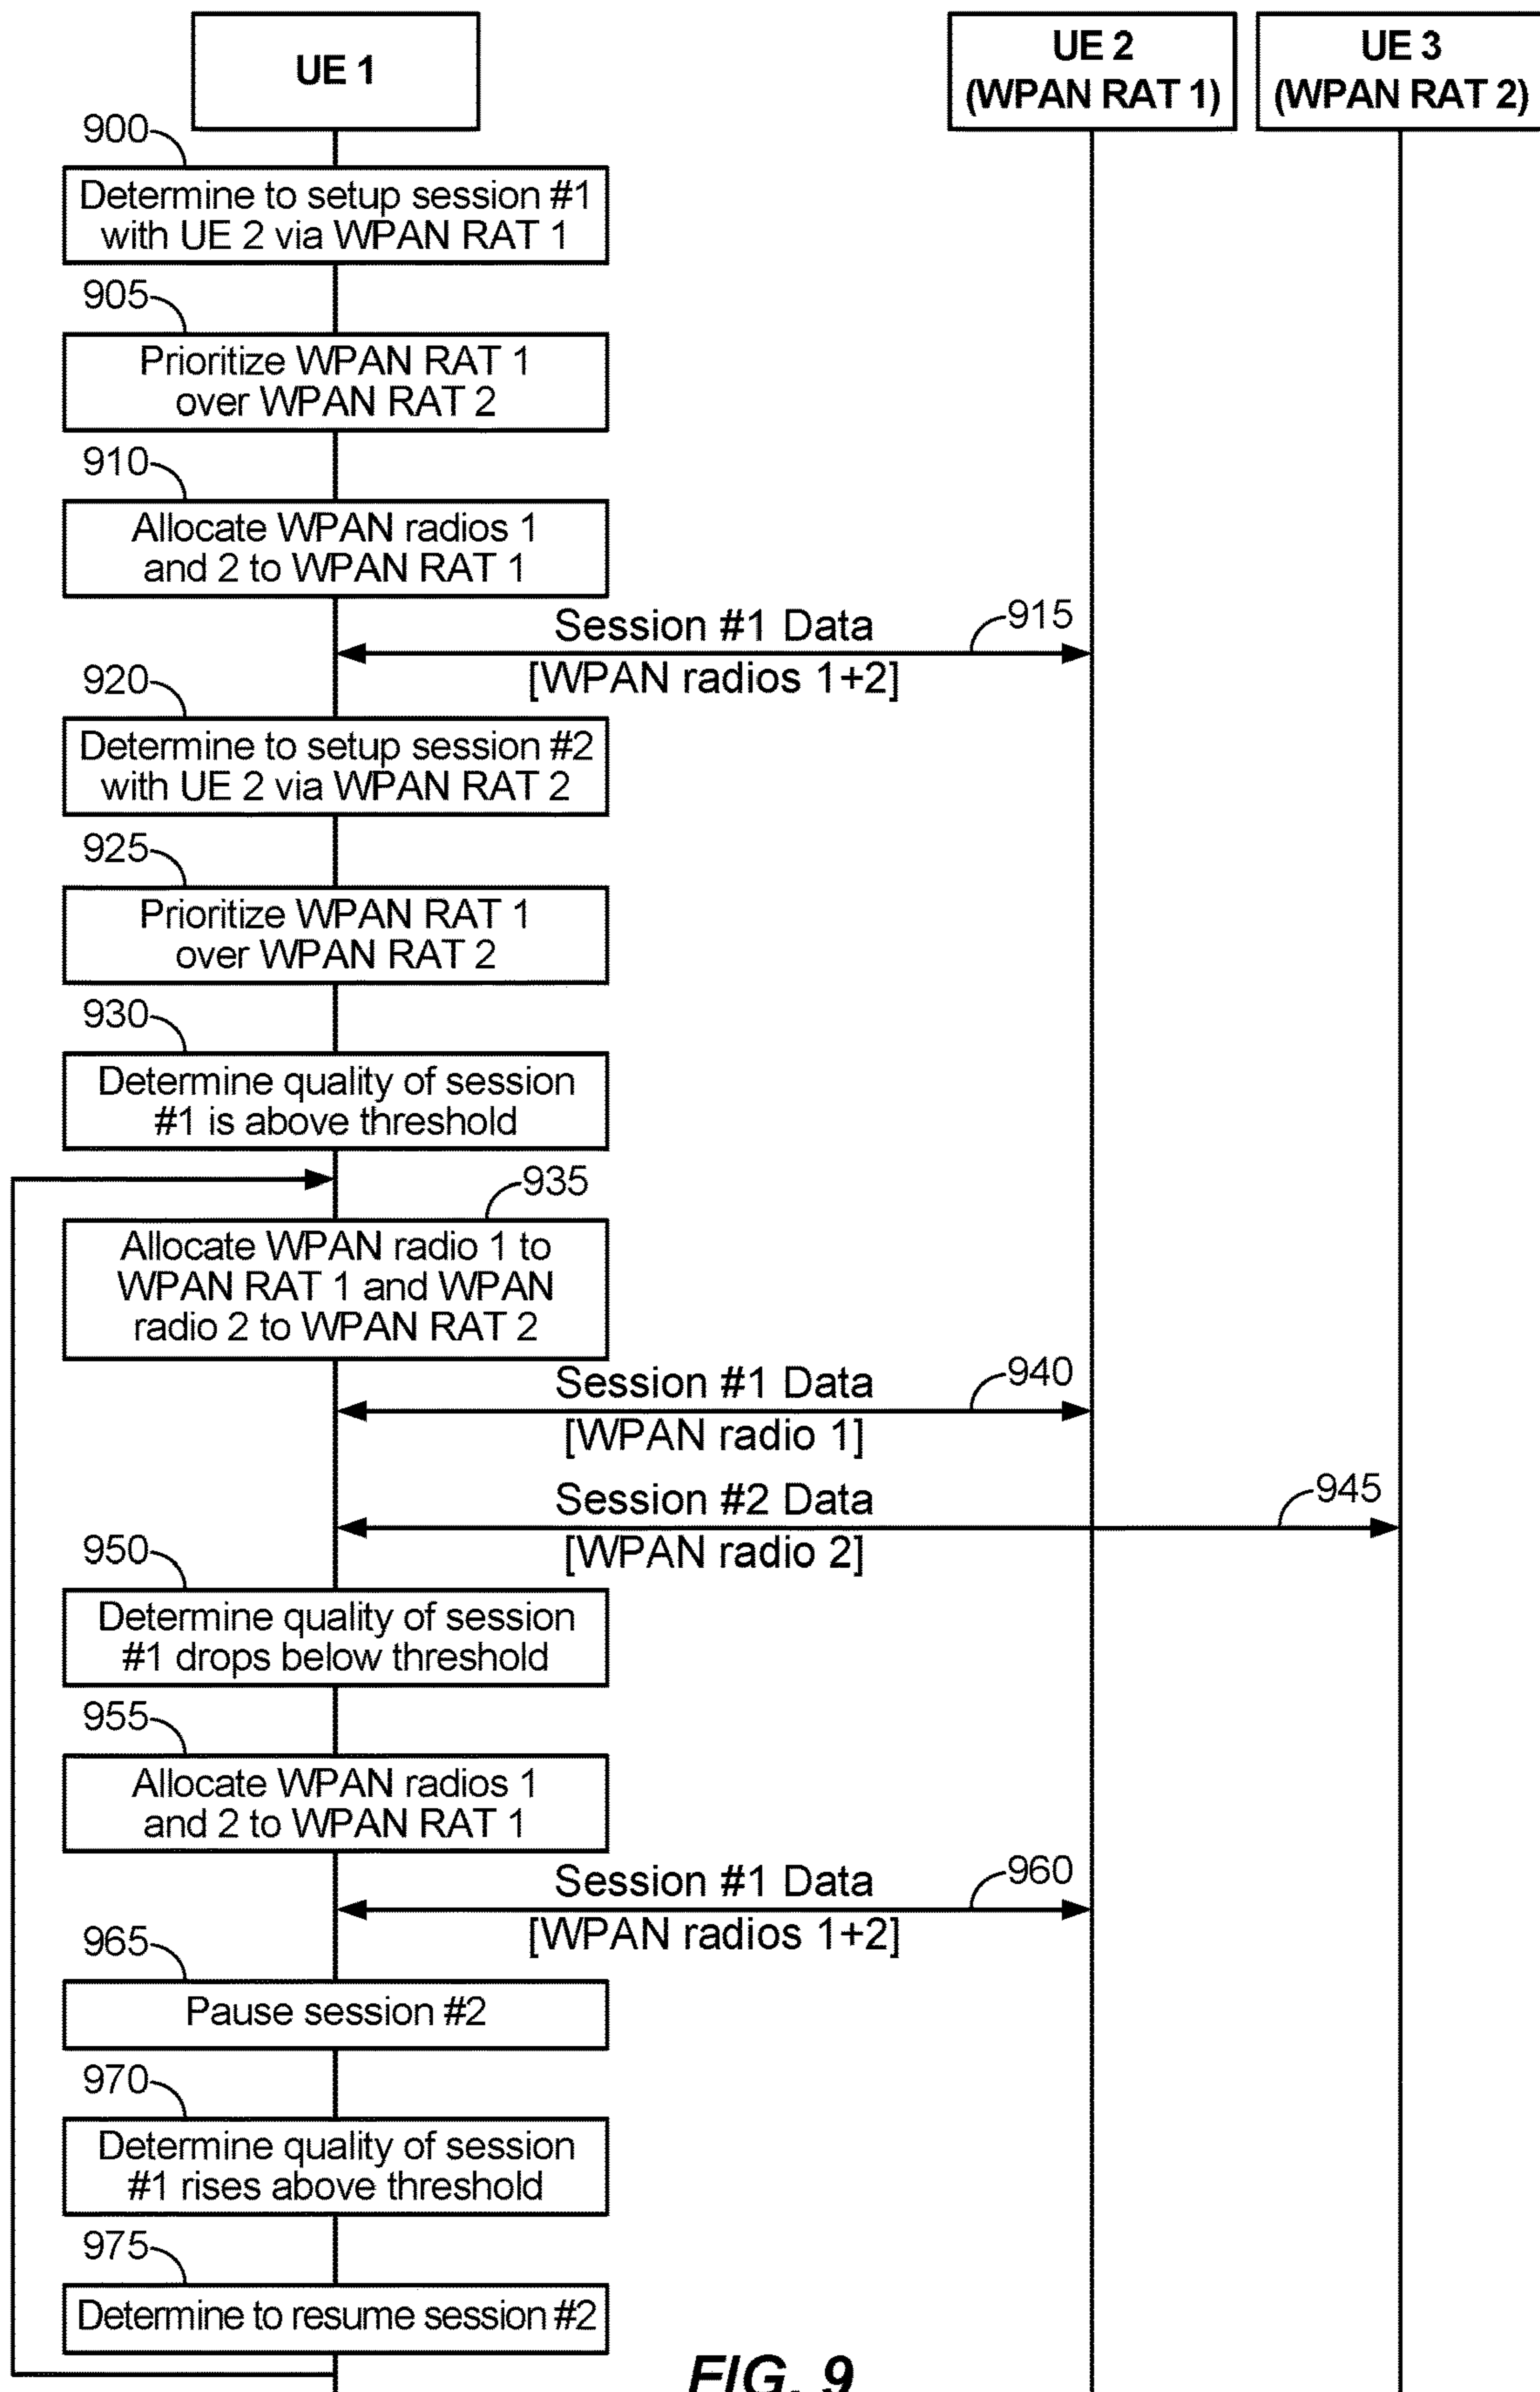 UE 1
UE 2
(WPAN RAT 1)
UE 3
(WPAN RAT 2)
900
Determine to setup session #1
with UE 2 via WPAN RAT 1
905
Prioritize WPAN RAT 1
over WPAN RAT 2
910
Allocate WPAN radios 1
and 2 to WPAN RAT 1
Session #1 Data
915
[WPAN radios 1+2]
920
Determine to setup session #2
with UE 2 via WPAN RAT 2
925
Prioritize WPAN RAT 1
over WPAN RAT 2
930
Determine quality of session
#1 is above threshold
935
Allocate WPAN radio 1 to
WPAN RAT 1 and WPAN
radio 2 to WPAN RAT 2
Session #1 Data
940
[WPAN radio 1]
Session #2 Data
945
[WPAN radio 2]
950
Determine quality of session
#1 drops below threshold
955
Allocate WPAN radios 1
and 2 to WPAN RAT 1
Session #1 Data
960
[WPAN radios 1+2]
965
Pause session #2
970
Determine quality of session
#1 rises above threshold
975
Determine to resume session #2
FIG. 9